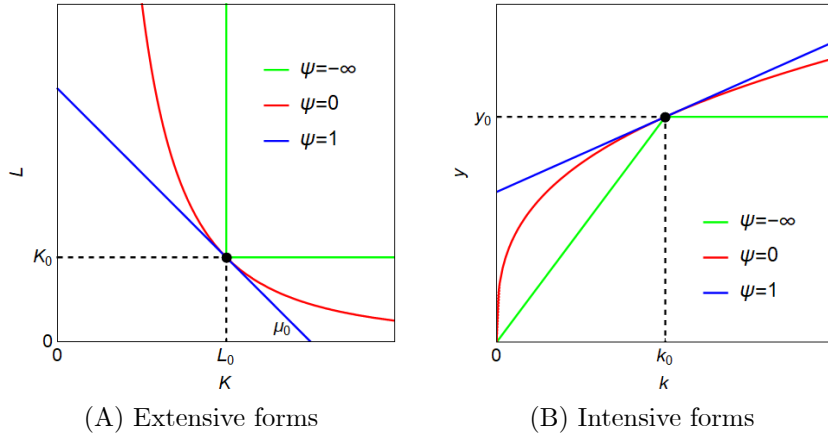 L
K₀
0
0
L₀
K
μ₀
ψ=-∞
ψ=0
ψ=1
(A) Extensive forms
y
y₀
0
k₀
k
ψ=-∞
ψ=0
ψ=1
(B) Intensive forms